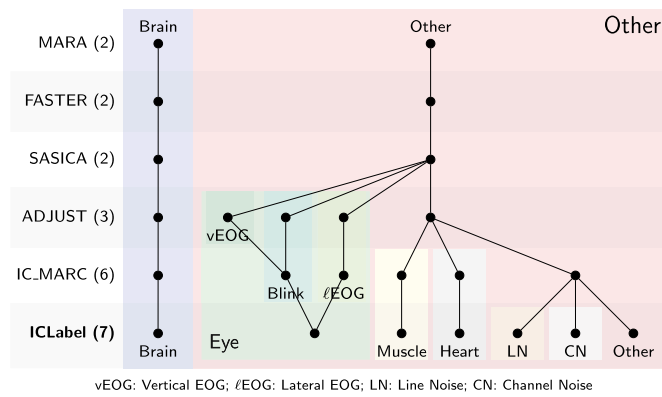 Brain Other Other
MARA (2)
FASTER (2)
SASICA (2)
ADJUST (3)
vEOG
IC_MARC (6)
Blink ℓEOG
ICLabel (7)
Eye
Brain Muscle Heart LN CN Other
vEOG: Vertical EOG; ℓEOG: Lateral EOG; LN: Line Noise; CN: Channel Noise